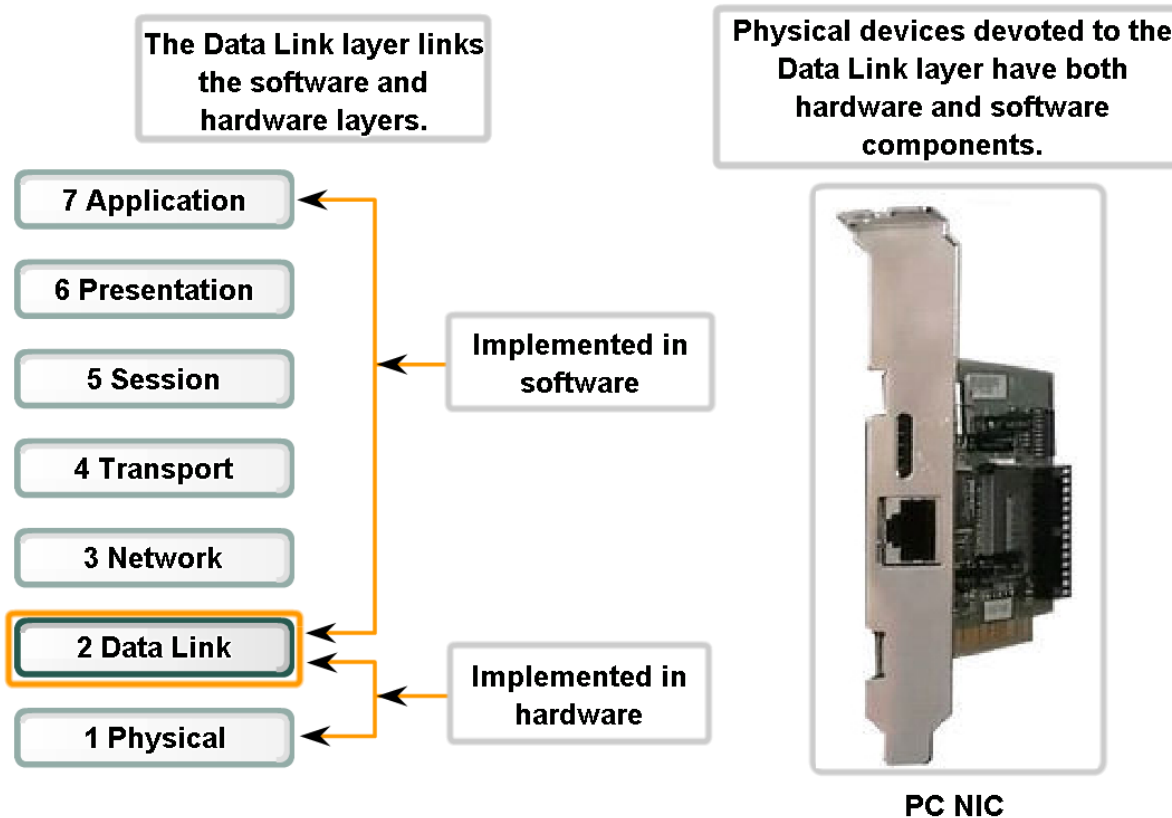 The Data Link layer links
the software and
hardware layers.
Physical devices devoted to the
Data Link layer have both
hardware and software
components.
7 Application
6 Presentation
5 Session
4 Transport
3 Network
2 Data Link
1 Physical
Implemented in
software
Implemented in
hardware
PC NIC